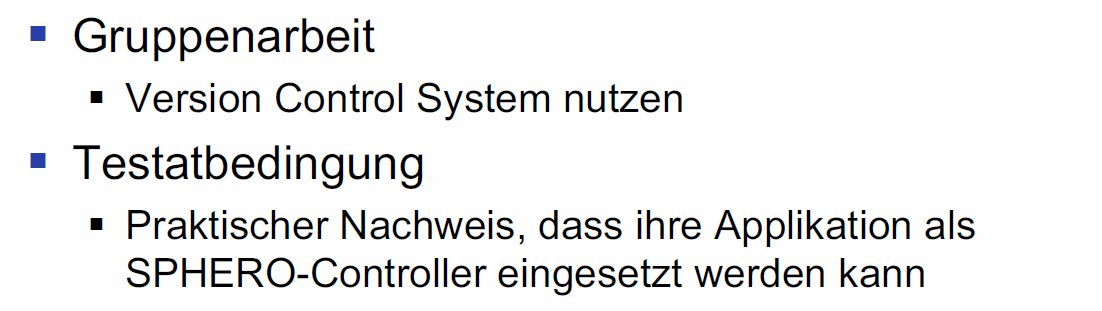 Gruppenarbeit
Version Control System nutzen
Testatbedingung
Praktischer Nachweis, dass ihre Applikation als
SPHERO-Controller eingesetzt werden kann